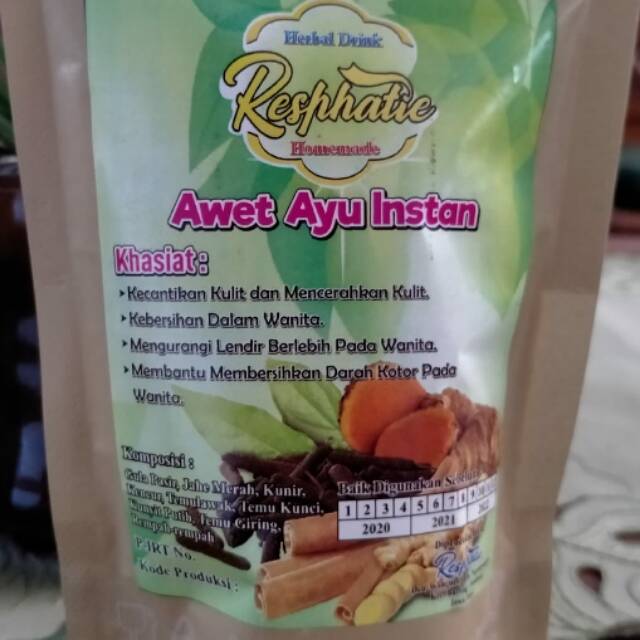 Herbal Drink
Resphatie
Homemade
Awet Ayu Instan
Khasiat :
Kecantikan Kulit dan Mencerahkan Kulit.
Kebersihan Dalam Wanita.
Mengurangi Lendir Berlebih Pada Wanita.
Membantu Membersihkan Darah Kotor Pada
Wanita.
Komposisi :
Gula Pasir, Jahe Merah, Kunir,
Kencur, Temulawak, Temu Kunci,
Kunyit Putih, Temu Giring,
Rempah-rempah
P-IRT No.
Kode Produksi :
Baik Digunakan
1 2 3 4 5 6 7 8 9
2020 2021